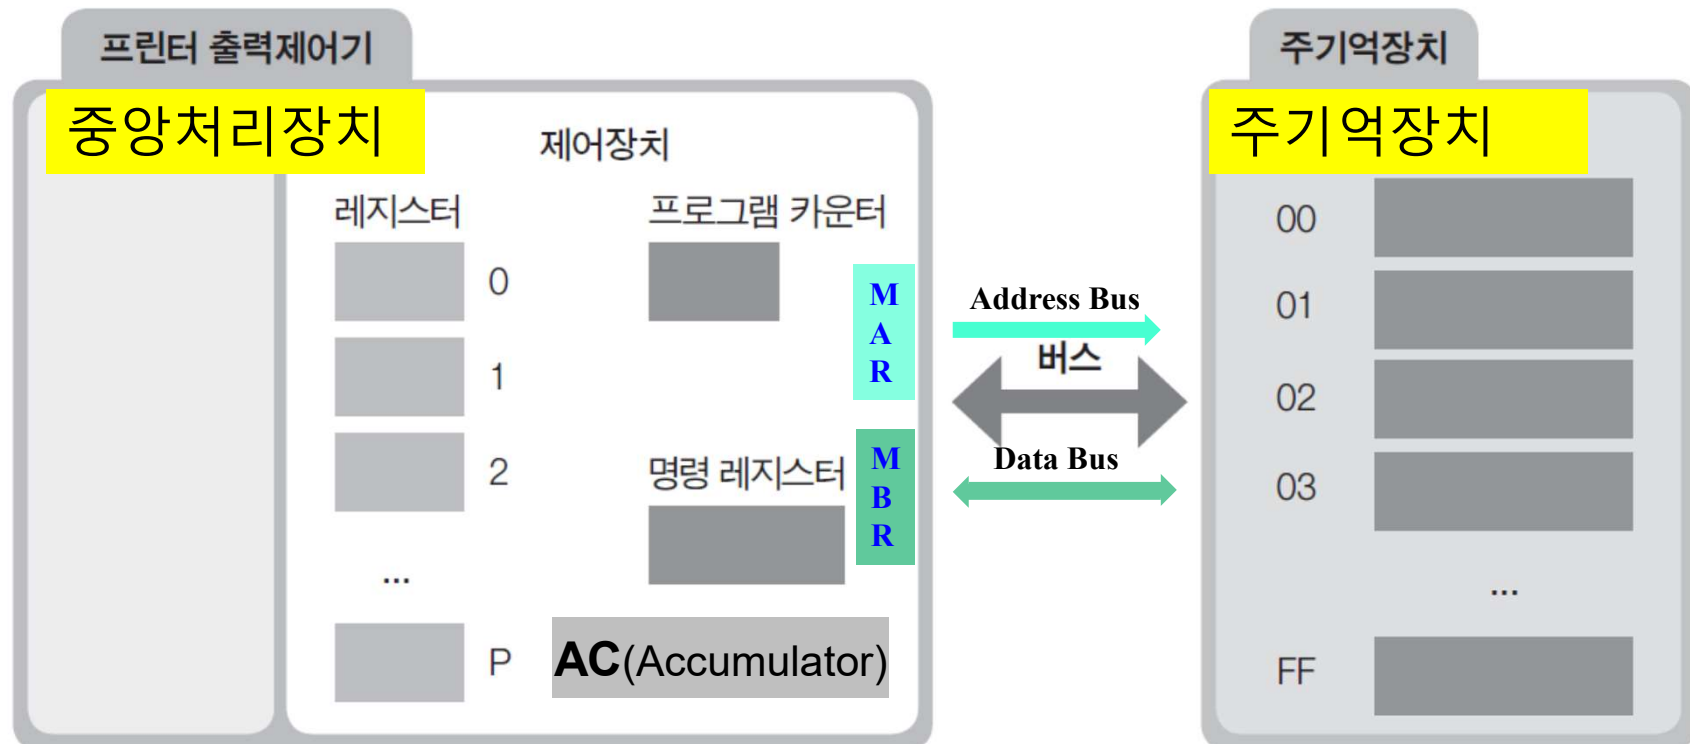 프린터 출력제어기
주기억장치
중앙처리장치
제어장치
주기억장치
레지스터
프로그램 카운터
0
1
2
...
P
M
A
R
명령 레지스터
M
B
R
AC(Accumulator)
Address Bus
버스
Data Bus
00
01
02
03
...
FF